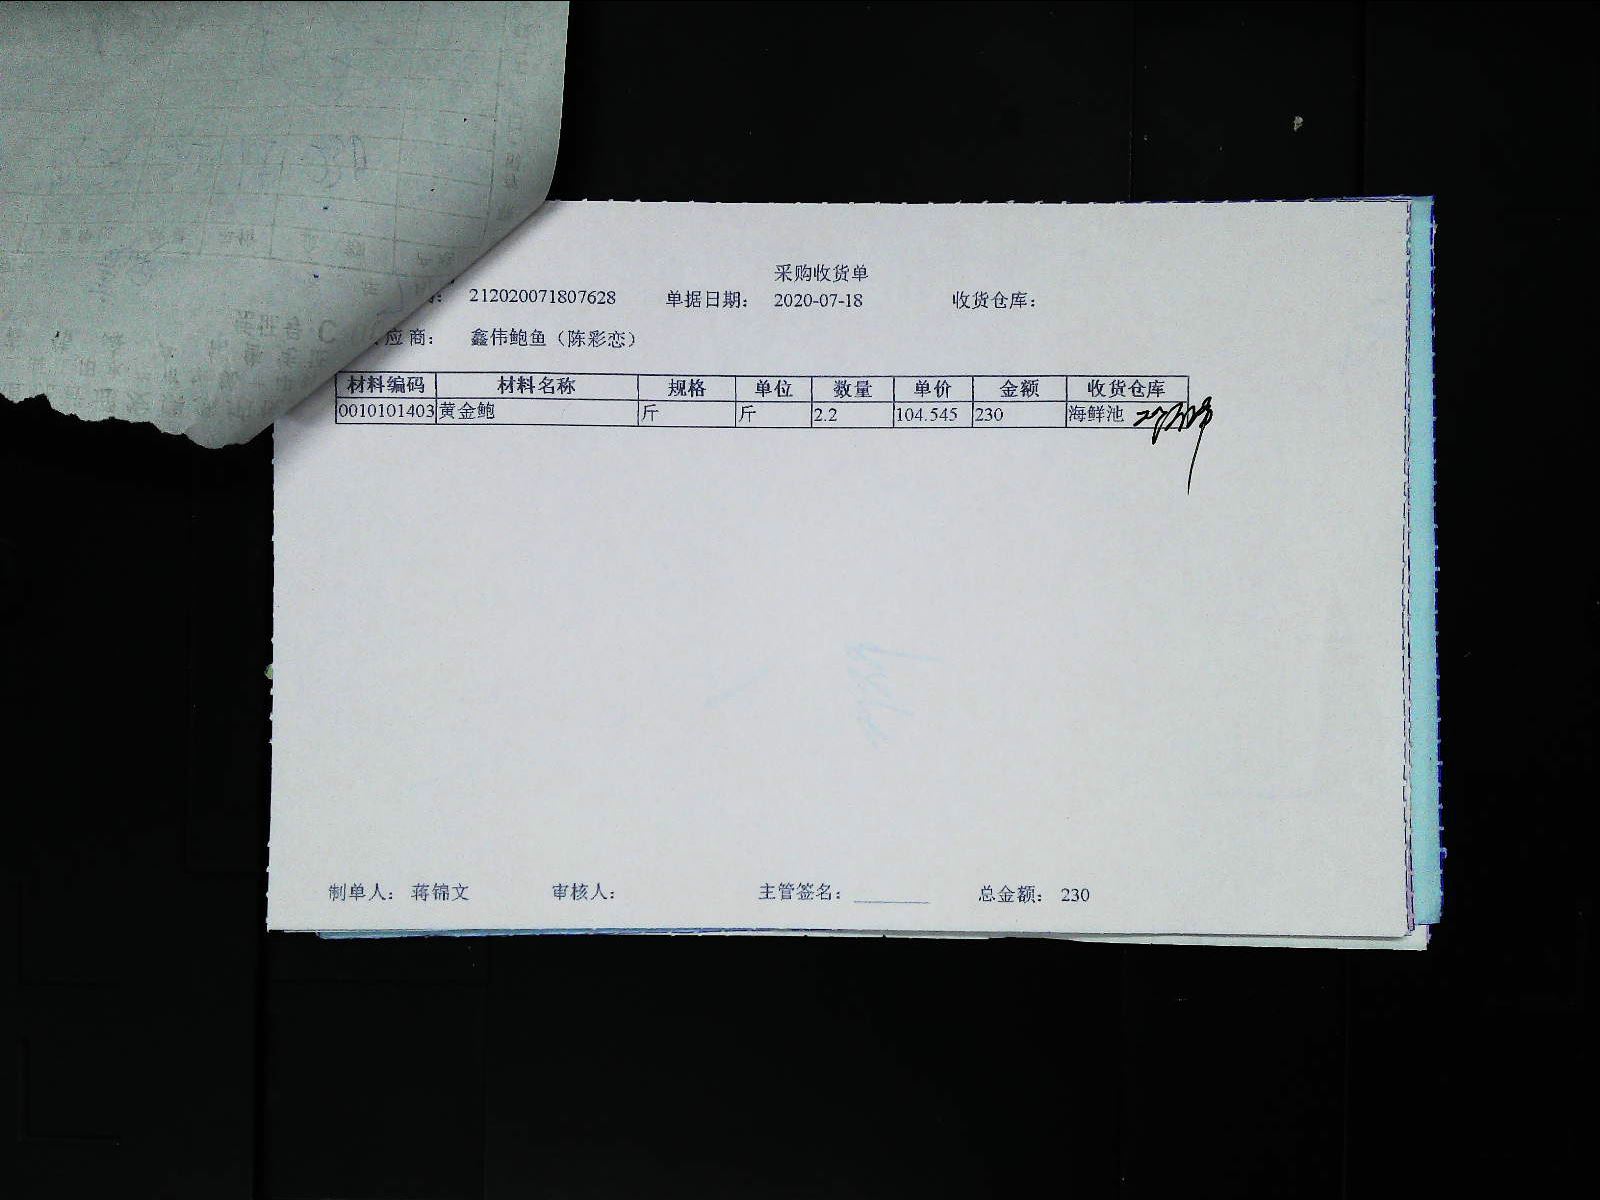 采购收货单
212020071807628 单据日期: 2020-07-18 收货仓库:
应商: 鑫伟鲍鱼（陈彩恋）
材料编码 材料名称 规格 单位 数量 单价 金额 收货仓库
0010101403 黄金鲍 斤 斤 2.2 104.545 230 海鲜池
制单人: 蒋锦文 审核人: 主管签名: 总金额: 230